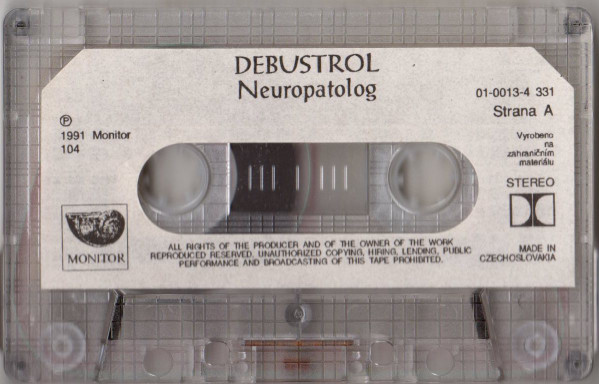 DEBUSTROL
Neuropatolog
℗
1991 Monitor
104
01-0013-4 331
Strana A
Vyrobeno
na
zahraničním
materiálu
STEREO
MONITOR
ALL RIGHTS OF THE PRODUCER AND OF THE OWNER OF THE WORK
REPRODUCED RESERVED. UNAUTHORIZED COPYING, HIRING, LENDING, PUBLIC
PERFORMANCE AND BROADCASTING OF THIS TAPE PROHIBITED.
MADE IN
CZECHOSLOVAKIA